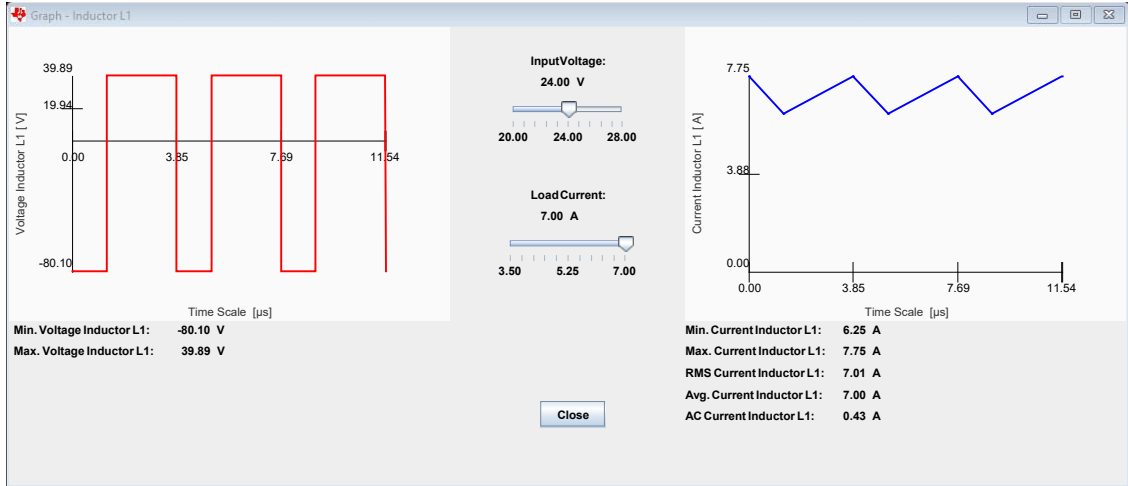 Graph - Inductor L1
39.89
19.94
0.00 3.85 7.69 11.54
-80.10
Voltage Inductor L1 [ V]
Time Scale [µs]
Min. Voltage Inductor L1: -80.10 V
Max. Voltage Inductor L1: 39.89 V
Input Voltage:
24.00 V
20.00 24.00 28.00
Load Current:
7.00 A
3.50 5.25 7.00
Close
7.75
3.88
0.00
0.00 3.85 7.69 11.54
Current Inductor L1 [ A]
Time Scale [µs]
Min. Current Inductor L1: 6.25 A
Max. Current Inductor L1: 7.75 A
RMS Current Inductor L1: 7.01 A
Avg. Current Inductor L1: 7.00 A
AC Current Inductor L1: 0.43 A